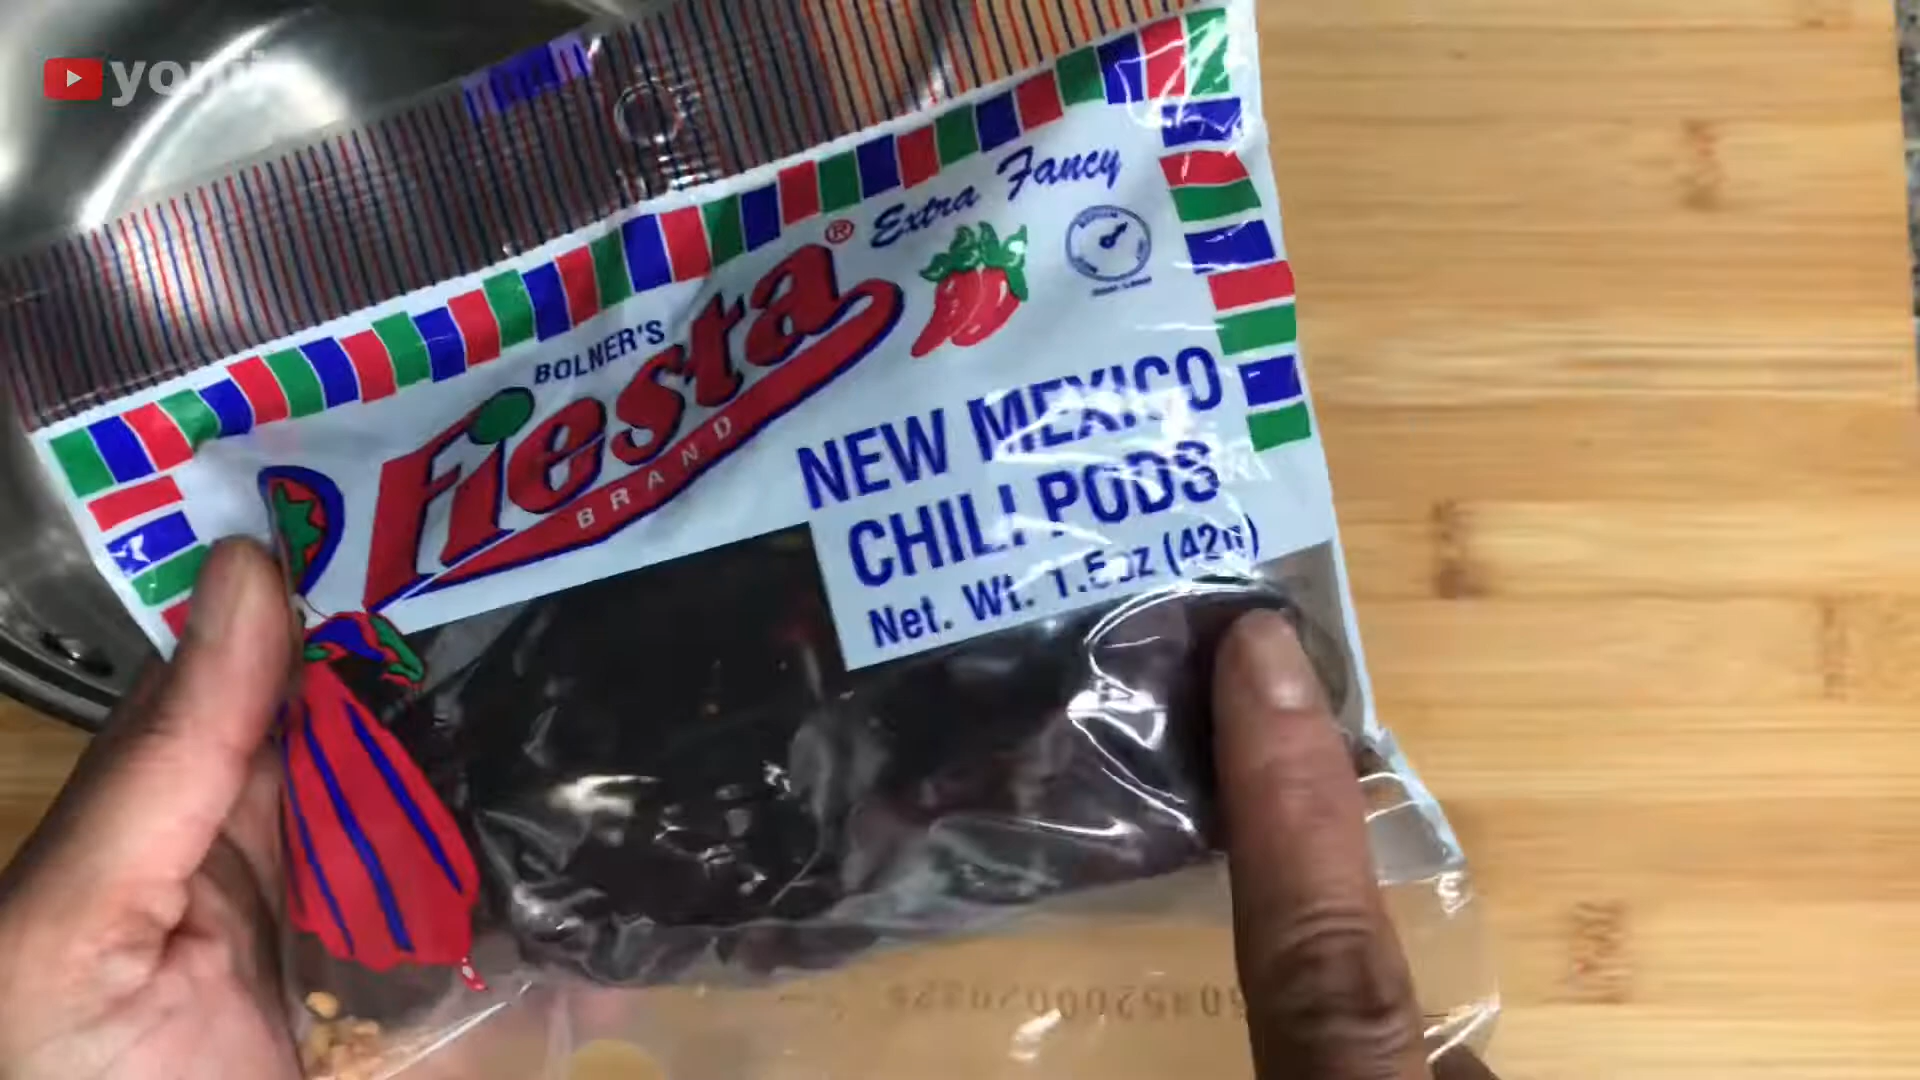 Extra Fancy
BOLNER'S
Fiesta®
BRAND
NEW MEXICO
CHILI PODS
Net. Wt. 1.5oz (42g)